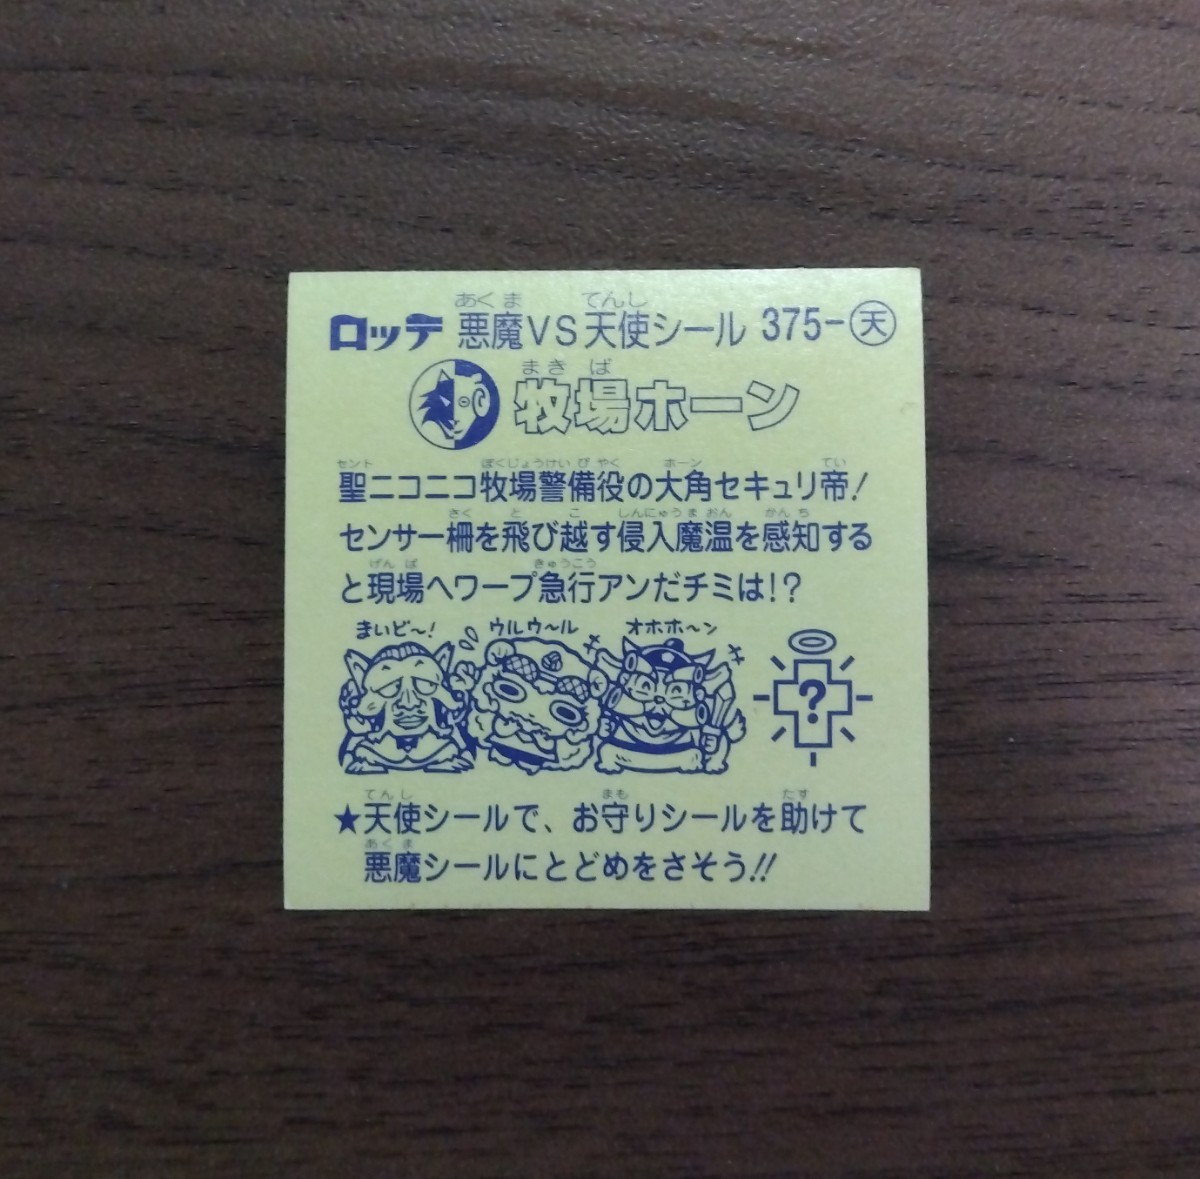 ロッテ 悪魔VS天使シール 375-天
あくま てんし
牧場ホーン
まきば
聖ニコニコ牧場警備役の大角セキュリ帝!
セント ぼくじょうけいびやく ホーン てい
センサー柵を飛び越す侵入魔温を感知する
さく と こ しんにゅうまおん かんち
と現場へワープ急行アンだチミは!?
げんば きゅうこう
まいど〜! ウルウ〜ル オホホ〜ン
?
★天使シールで、お守りシールを助けて
てんし まも たす
悪魔シールにとどめをさそう!!
あくま